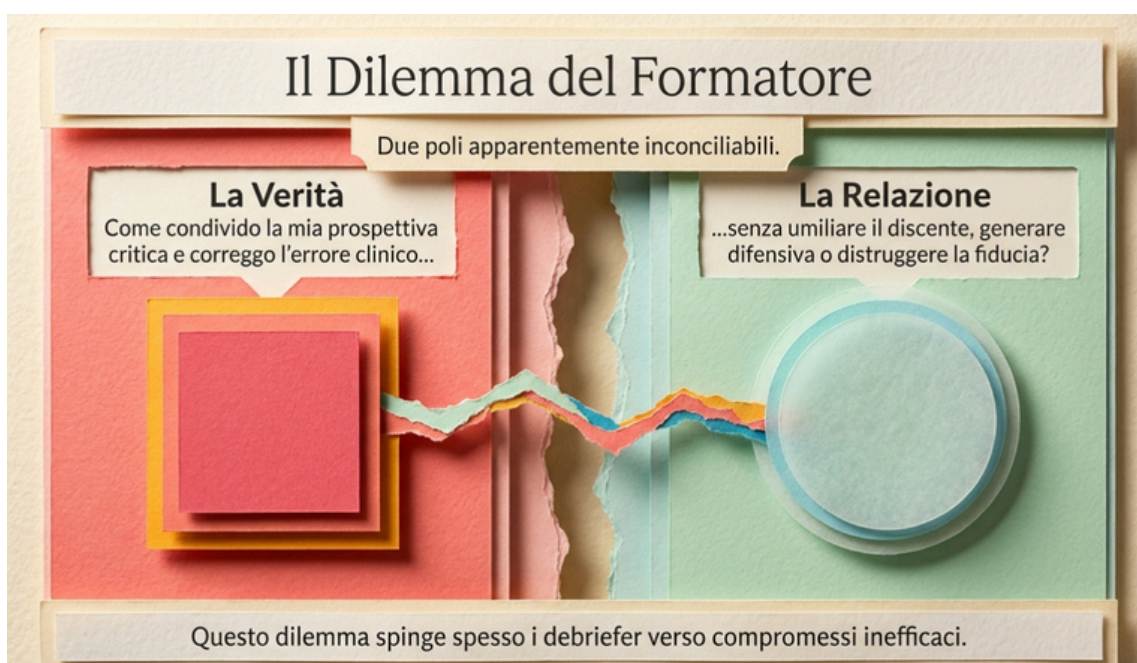 Il Dilemma del Formatore
Due poli apparentemente inconciliabili.
La Verità
Come condivido la mia prospettiva
critica e correggo l'errore clinico...
La Relazione
...senza umiliare il discente, generare
difensiva o distruggere la fiducia?
Questo dilemma spinge spesso i debriefer verso compromessi inefficaci.